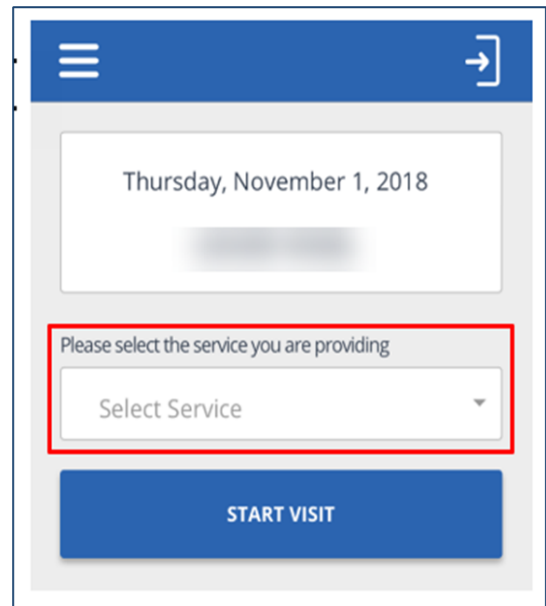 Thursday, November 1, 2018
Please select the service you are providing
Select Service
START VISIT